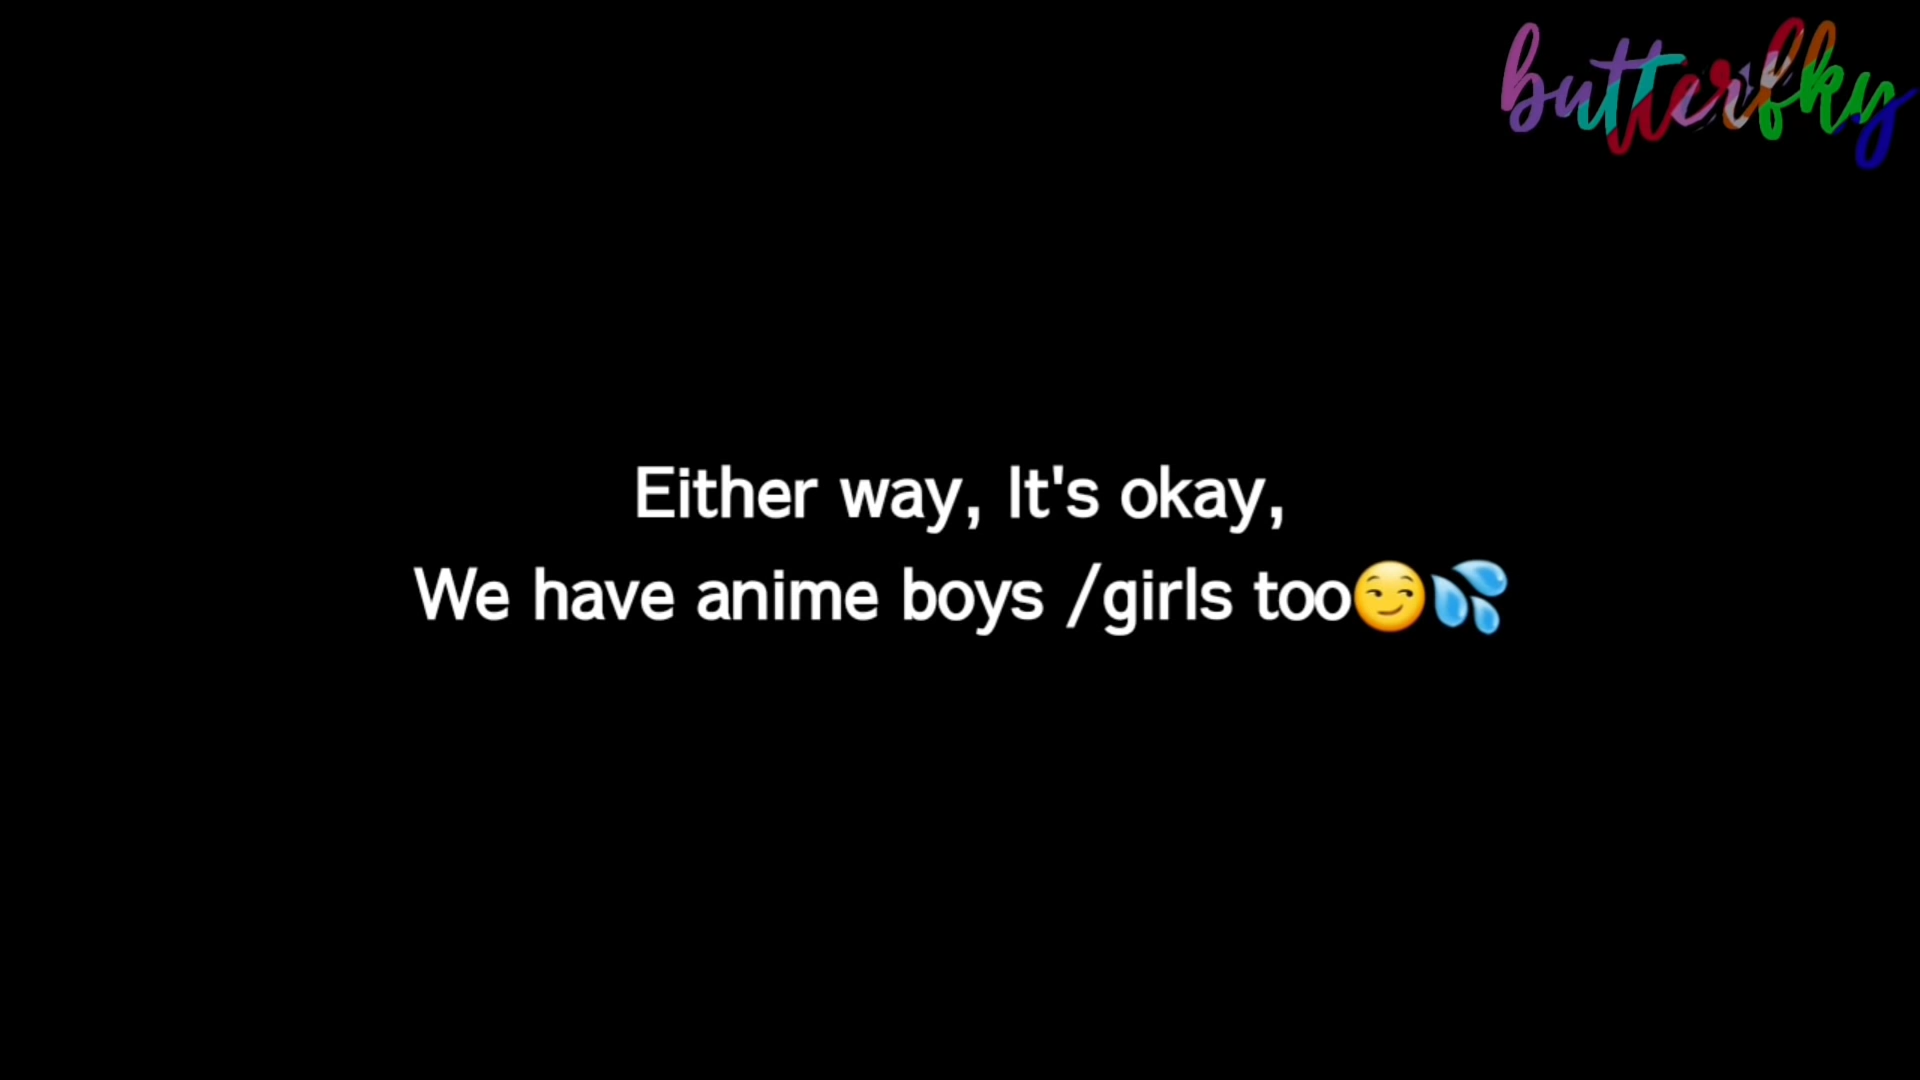 butterfky
Either way, It's okay,
We have anime boys /girls too😏💦